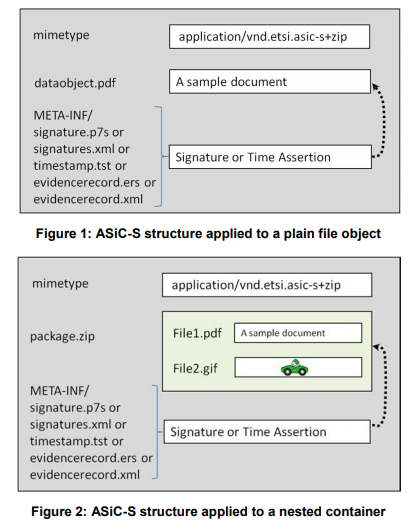 mimetype
application/vnd.etsi.asic-s+zip
dataobject.pdf
A sample document
META-INF/
signature.p7s or
signatures.xml or
timestamp.tst or
evidencerecord.ers or
evidencerecord.xml
Signature or Time Assertion
Figure 1: ASiC-S structure applied to a plain file object
mimetype
application/vnd.etsi.asic-s+zip
package.zip
File1.pdf
A sample document
File2.gif
META-INF/
signature.p7s or
signatures.xml or
timestamp.tst or
evidencerecord.ers or
evidencerecord.xml
Signature or Time Assertion
Figure 2: ASiC-S structure applied to a nested container